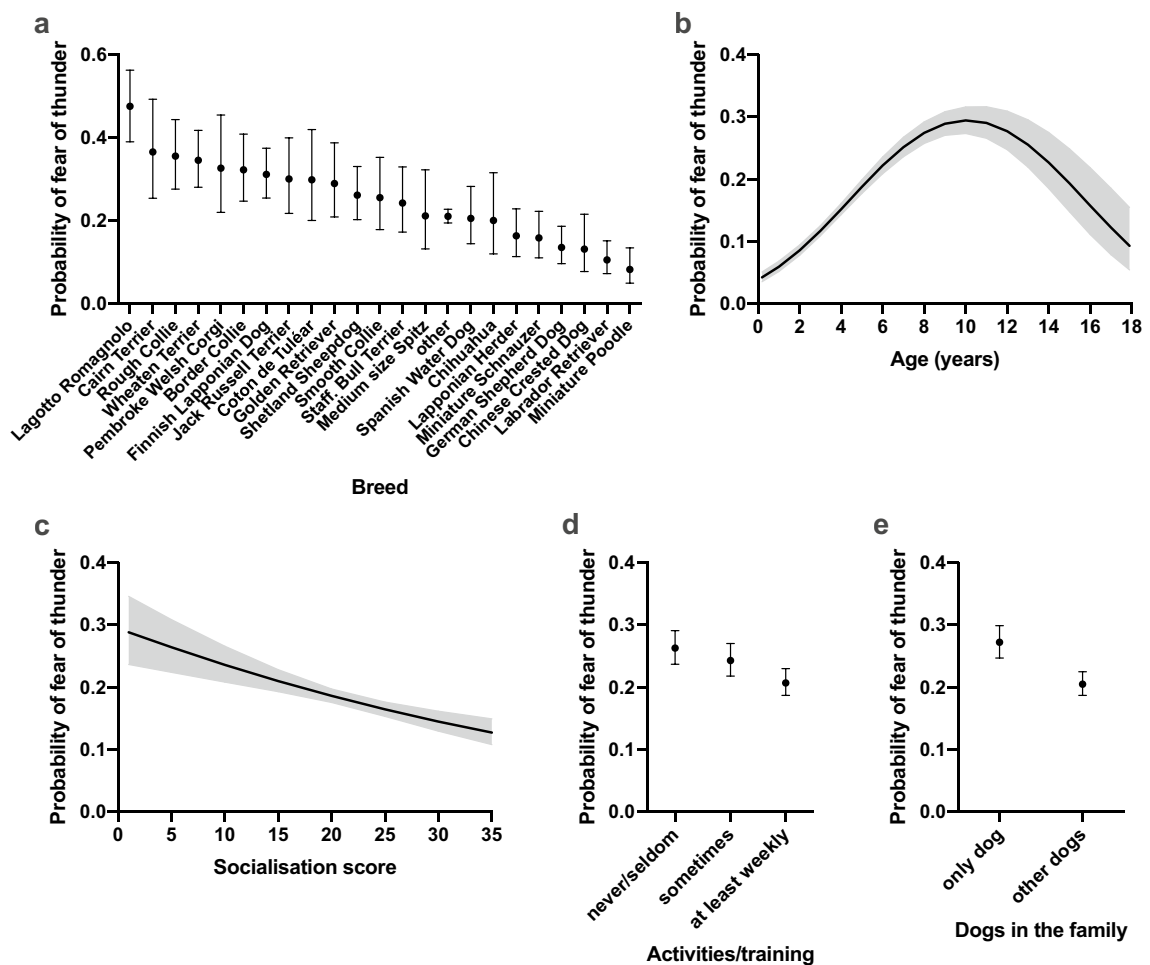 a
Probability of fear of thunder
0.6
0.4
0.2
0.0
Lagotto Romagnolo
Cairn Terrier
Rough Collie
Wheaten Terrier
Pembroke Welsh Corgi
Border Collie
Finnish Lapponian Dog
Jack Russell Terrier
Coton de Tuléar
Golden Retriever
Shetland Sheepdog
Smooth Collie
Staff. Bull Terrier
Medium size Spitz
other
Spanish Water Dog
Chihuahua
Lapponian Herder
Miniature Schnauzer
German Shepherd Dog
Chinese Crested Dog
Labrador Retriever
Miniature Poodle
Breed
b
Probability of fear of thunder
0.4
0.3
0.2
0.1
0.0
0 2 4 6 8 10 12 14 16 18
Age (years)
c
Probability of fear of thunder
0.4
0.3
0.2
0.1
0.0
0 5 10 15 20 25 30 35
Socialisation score
d
Probability of fear of thunder
0.4
0.3
0.2
0.1
0.0
never/seldom
sometimes
at least weekly
Activities/training
e
Probability of fear of thunder
0.4
0.3
0.2
0.1
0.0
only dog
other dogs
Dogs in the family